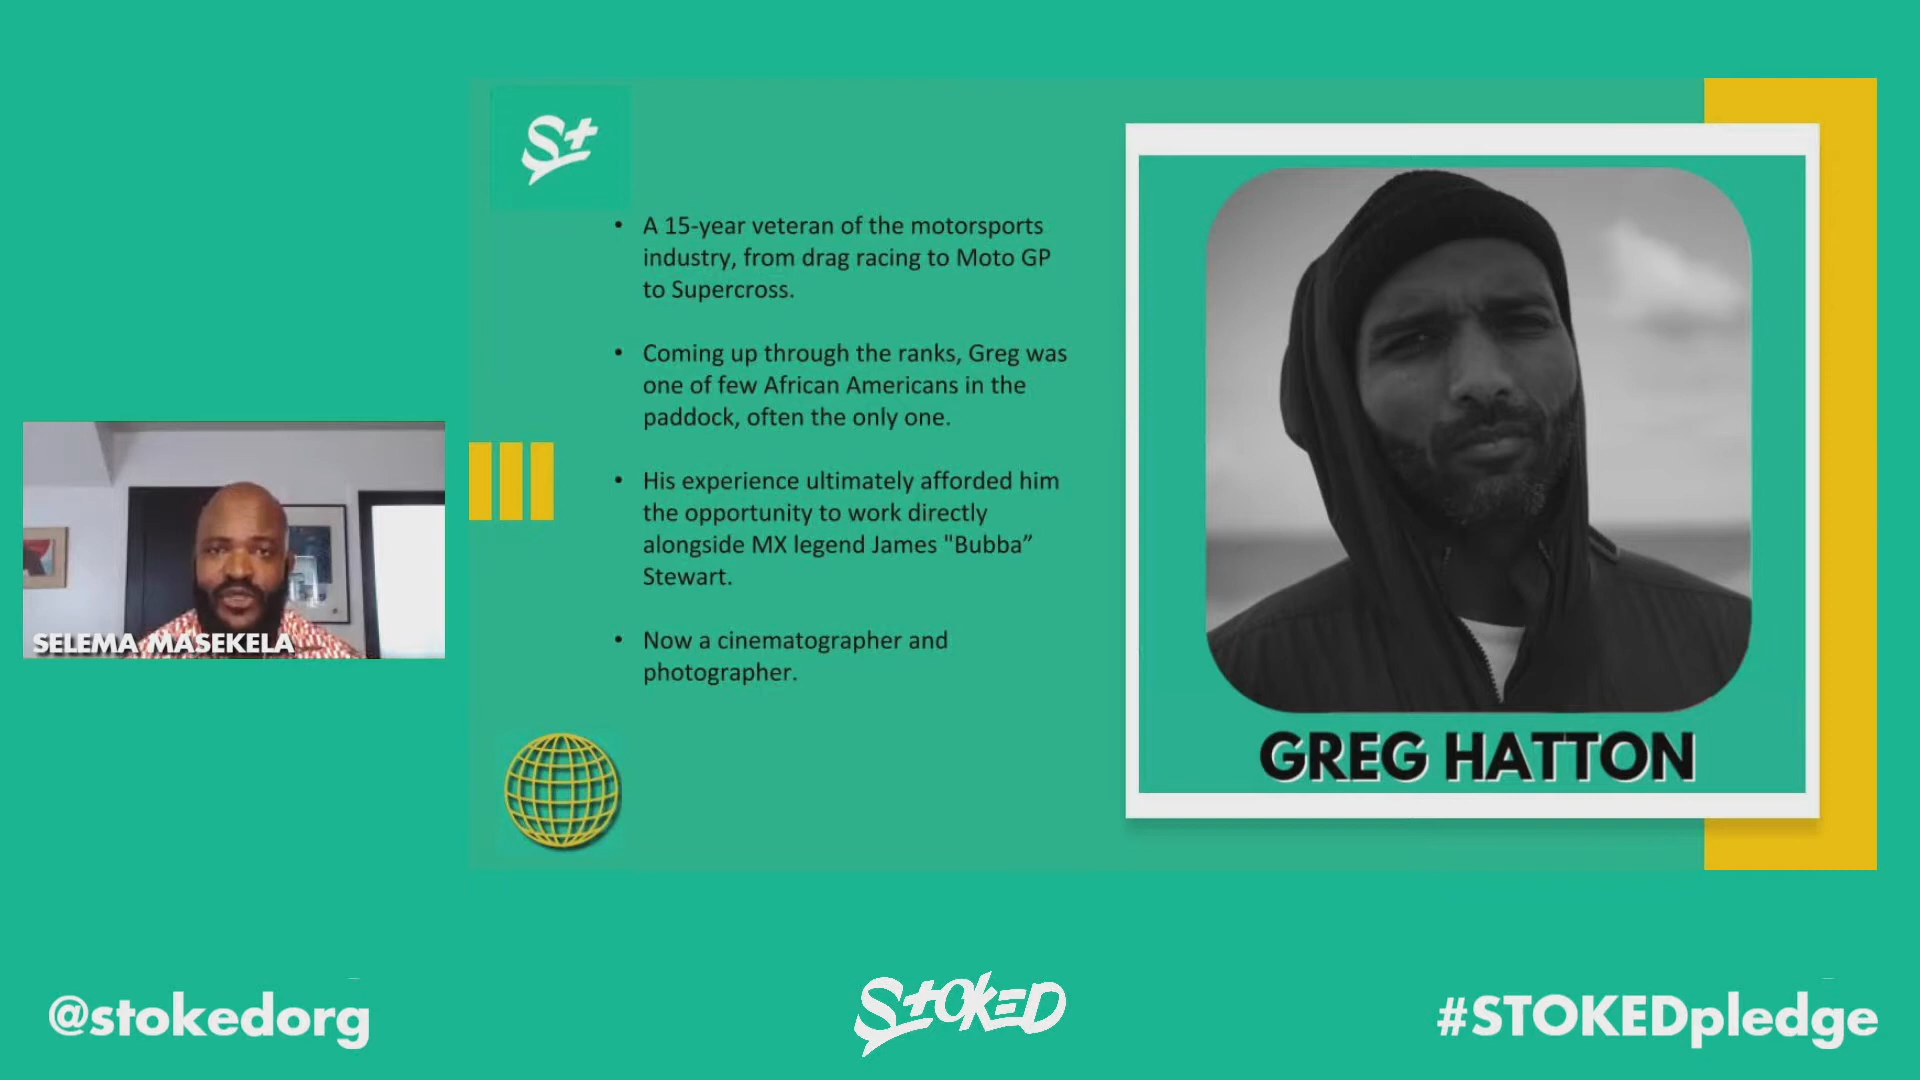 S+
• A 15-year veteran of the motorsports
industry, from drag racing to Moto GP
to Supercross.
• Coming up through the ranks, Greg was
one of few African Americans in the
paddock, often the only one.
• His experience ultimately afforded him
the opportunity to work directly
alongside MX legend James "Bubba”
Stewart.
• Now a cinematographer and
photographer.
GREG HATTON
SELEMA MASEKELA
@stokedorg
STOKED
#STOKEDpledge